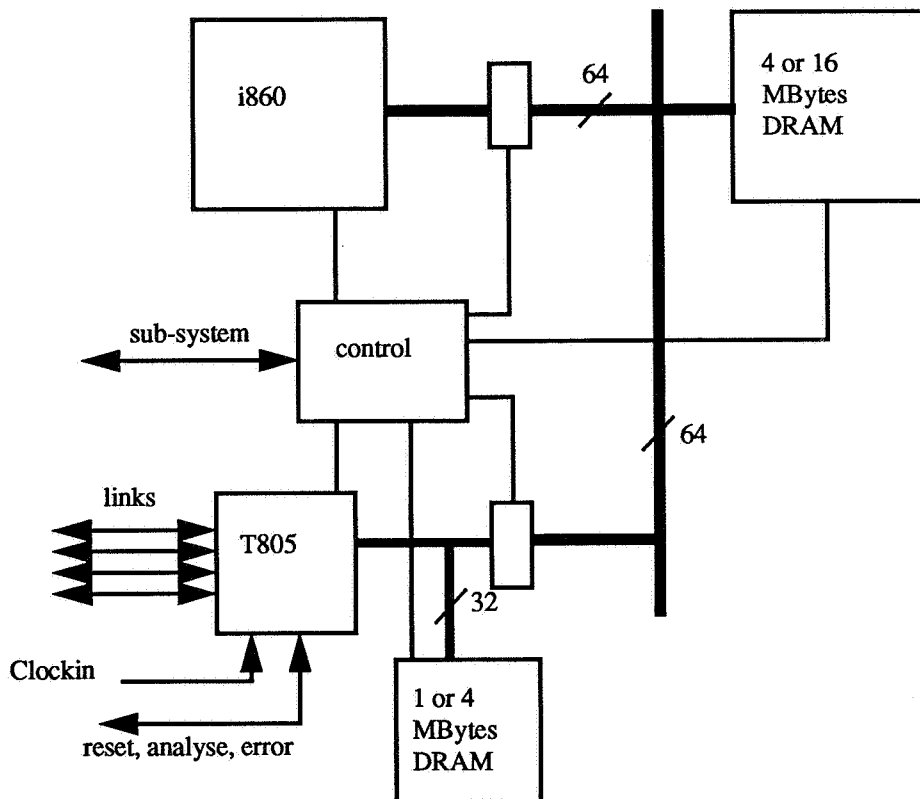 i860
64
4 or 16
MBytes
DRAM
sub-system
control
64
links
T805
32
Clockin
1 or 4
MBytes
DRAM
reset, analyse, error